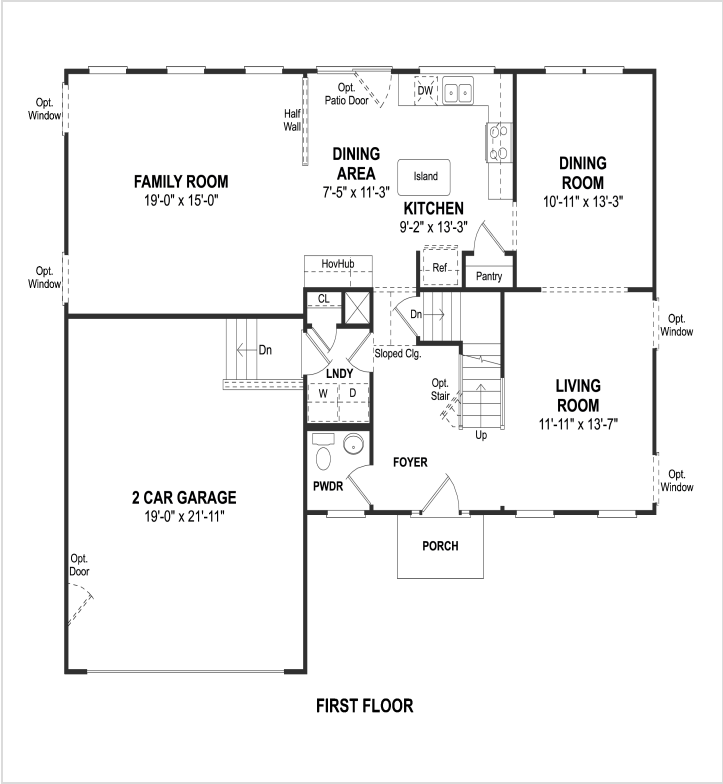 Opt.
Window
Half
Wall
Opt.
Patio Door
DW
FAMILY ROOM
19'-0" x 15'-0"
DINING
AREA
7'-5" x 11'-3"
Island
KITCHEN
9'-2" x 13'-3"
DINING
ROOM
10'-11" x 13'-3"
Opt.
Window
HovHub
Ref
Pantry
CL
Dn
Opt.
Window
Dn
Sloped Clg.
LNDY
W
D
Opt.
Stair
LIVING
ROOM
11'-11" x 13'-7"
Up
FOYER
PWDR
Opt.
Window
2 CAR GARAGE
19'-0" x 21'-11"
PORCH
Opt.
Door
FIRST FLOOR